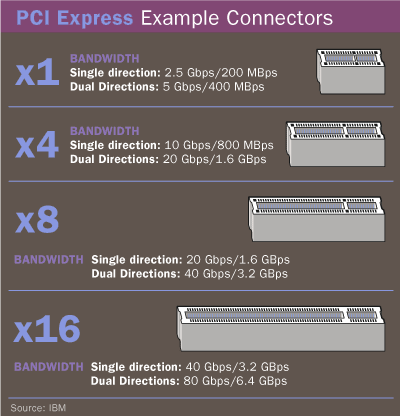 PCI Express Example Connectors
x1
BANDWIDTH
Single direction: 2.5 Gbps/200 MBps
Dual Directions: 5 Gbps/400 MBps
x4
BANDWIDTH
Single direction: 10 Gbps/800 MBps
Dual Directions: 20 Gbps/1.6 GBps
x8
BANDWIDTH Single direction: 20 Gbps/1.6 GBps
Dual Directions: 40 Gbps/3.2 GBps
x16
BANDWIDTH Single direction: 40 Gbps/3.2 GBps
Dual Directions: 80 Gbps/6.4 GBps
Source: IBM